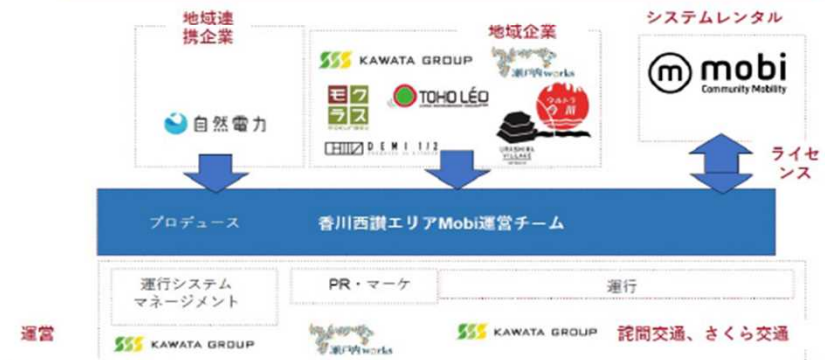 地域連
携企業
地域企業
システムレンタル
自然電力
KAWATA GROUP
瀬戸内works
モクラス
TOHO LÉO
ウルトラ今川
DEMI 1/2
URASHIMA VILLAGE
mobi
Community Mobility
ライセ
ンス
プロデュース
香川西讃エリアMobi運営チーム
運行システム
マネージメント
PR・マーケ
運行
運営
KAWATA GROUP
瀬戸内works
KAWATA GROUP
詫間交通、さくら交通